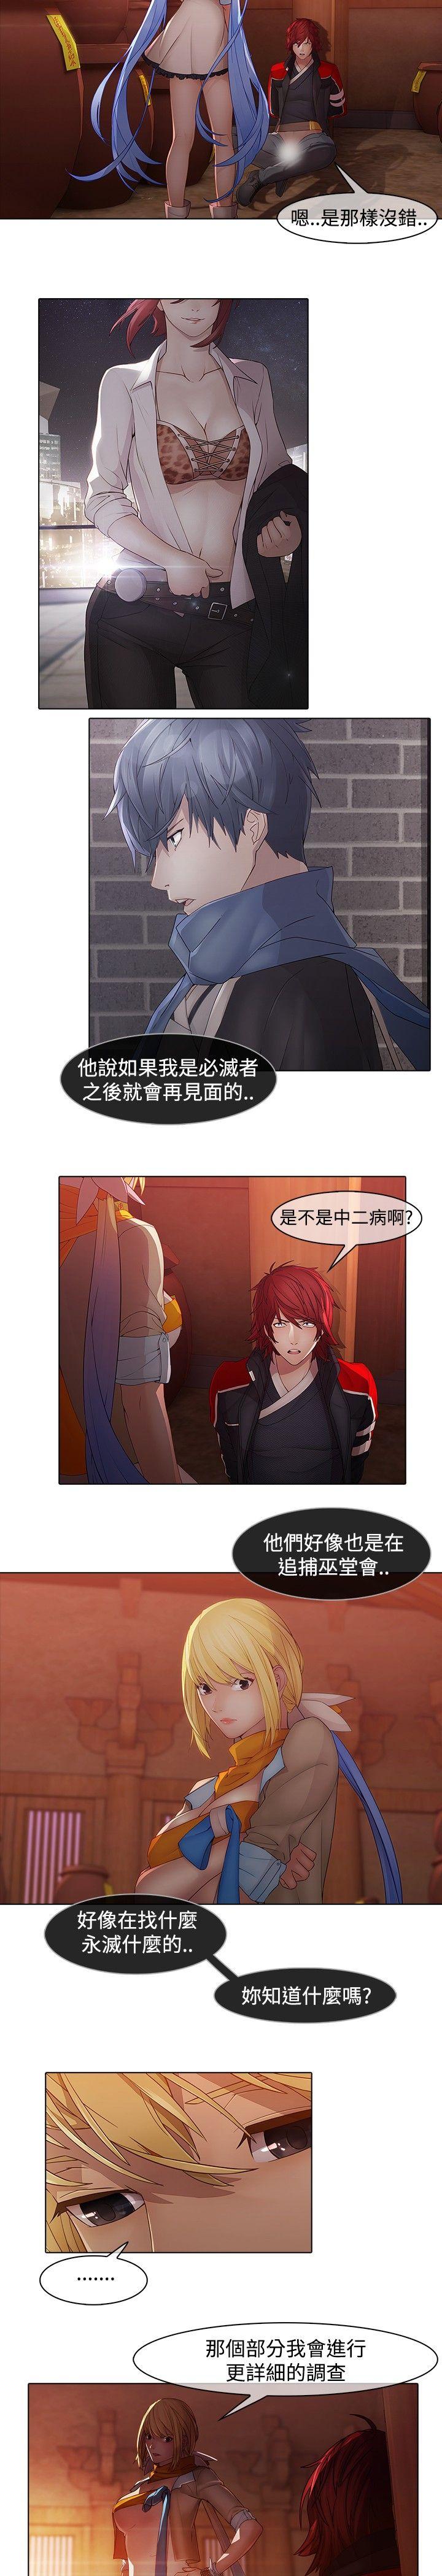 嗯..是那樣沒錯..
他說如果我是必滅者
之後就會再見面的..
是不是中二病啊?
他們好像也是在
追捕巫堂會..
好像在找什麼
永滅什麼的..
妳知道什麼嗎?
.......
那個部分我會進行
更詳細的調查